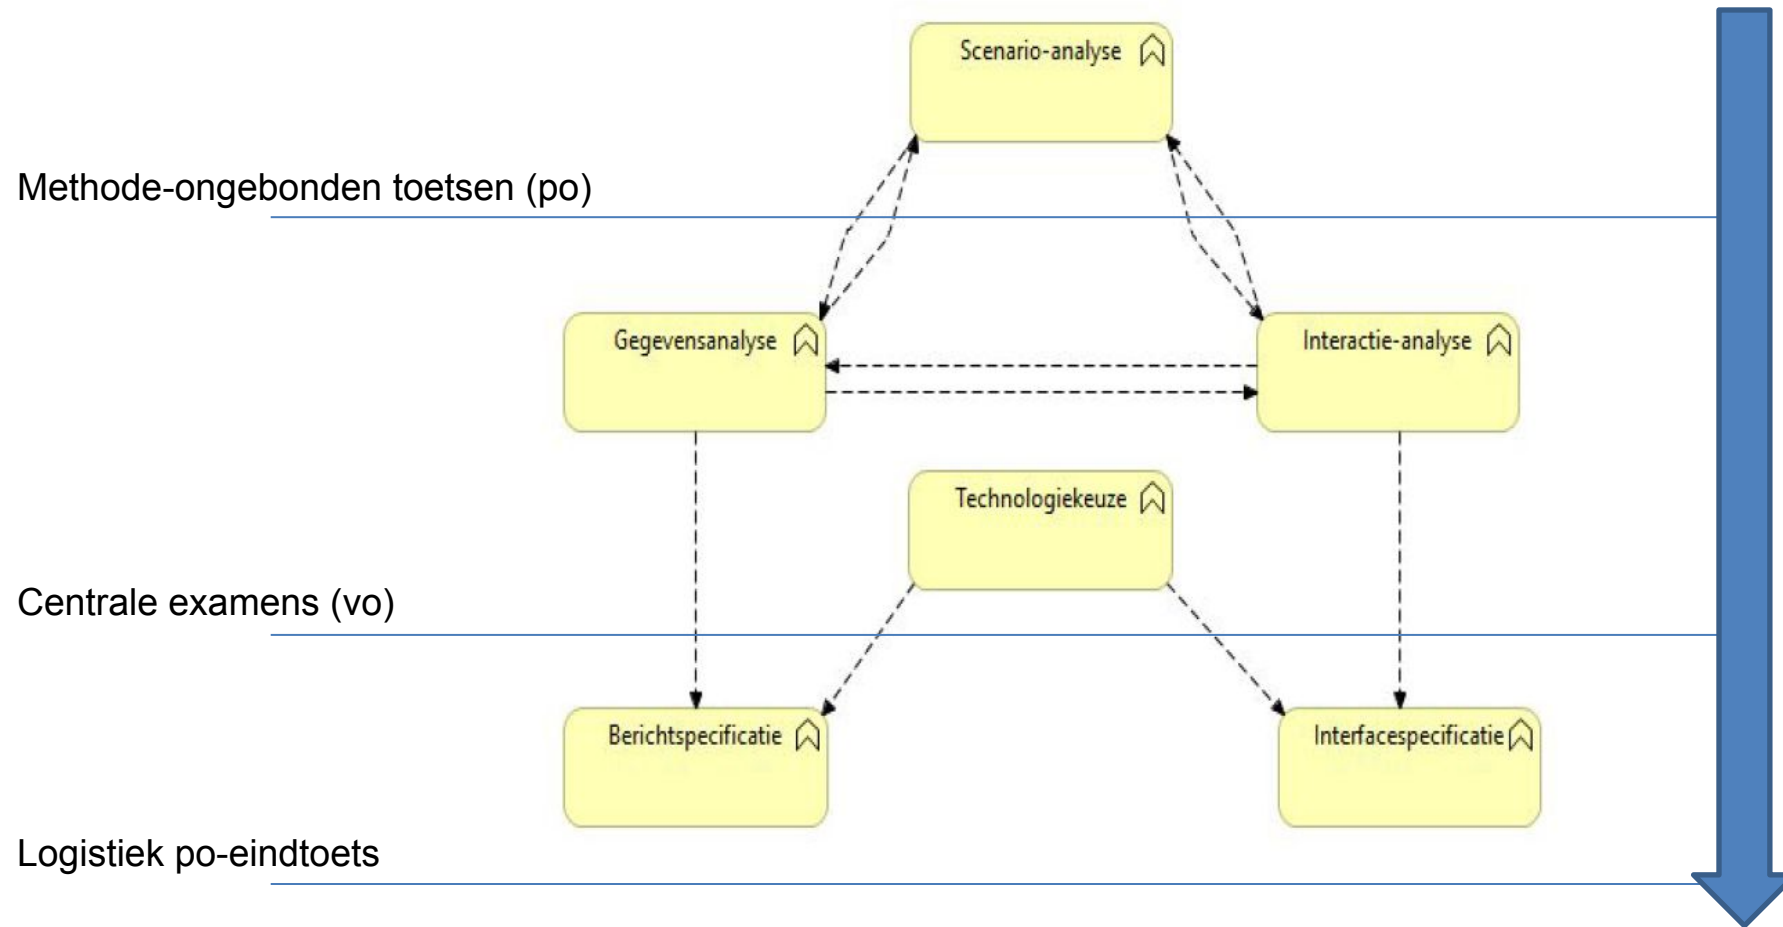 Scenario-analyse
Methode-ongebonden toetsen (po)
Gegevensanalyse
Interactie-analyse
Technologiekeuze
Centrale examens (vo)
Berichtspecificatie
Interfacespecificatie
Logistiek po-eindtoets